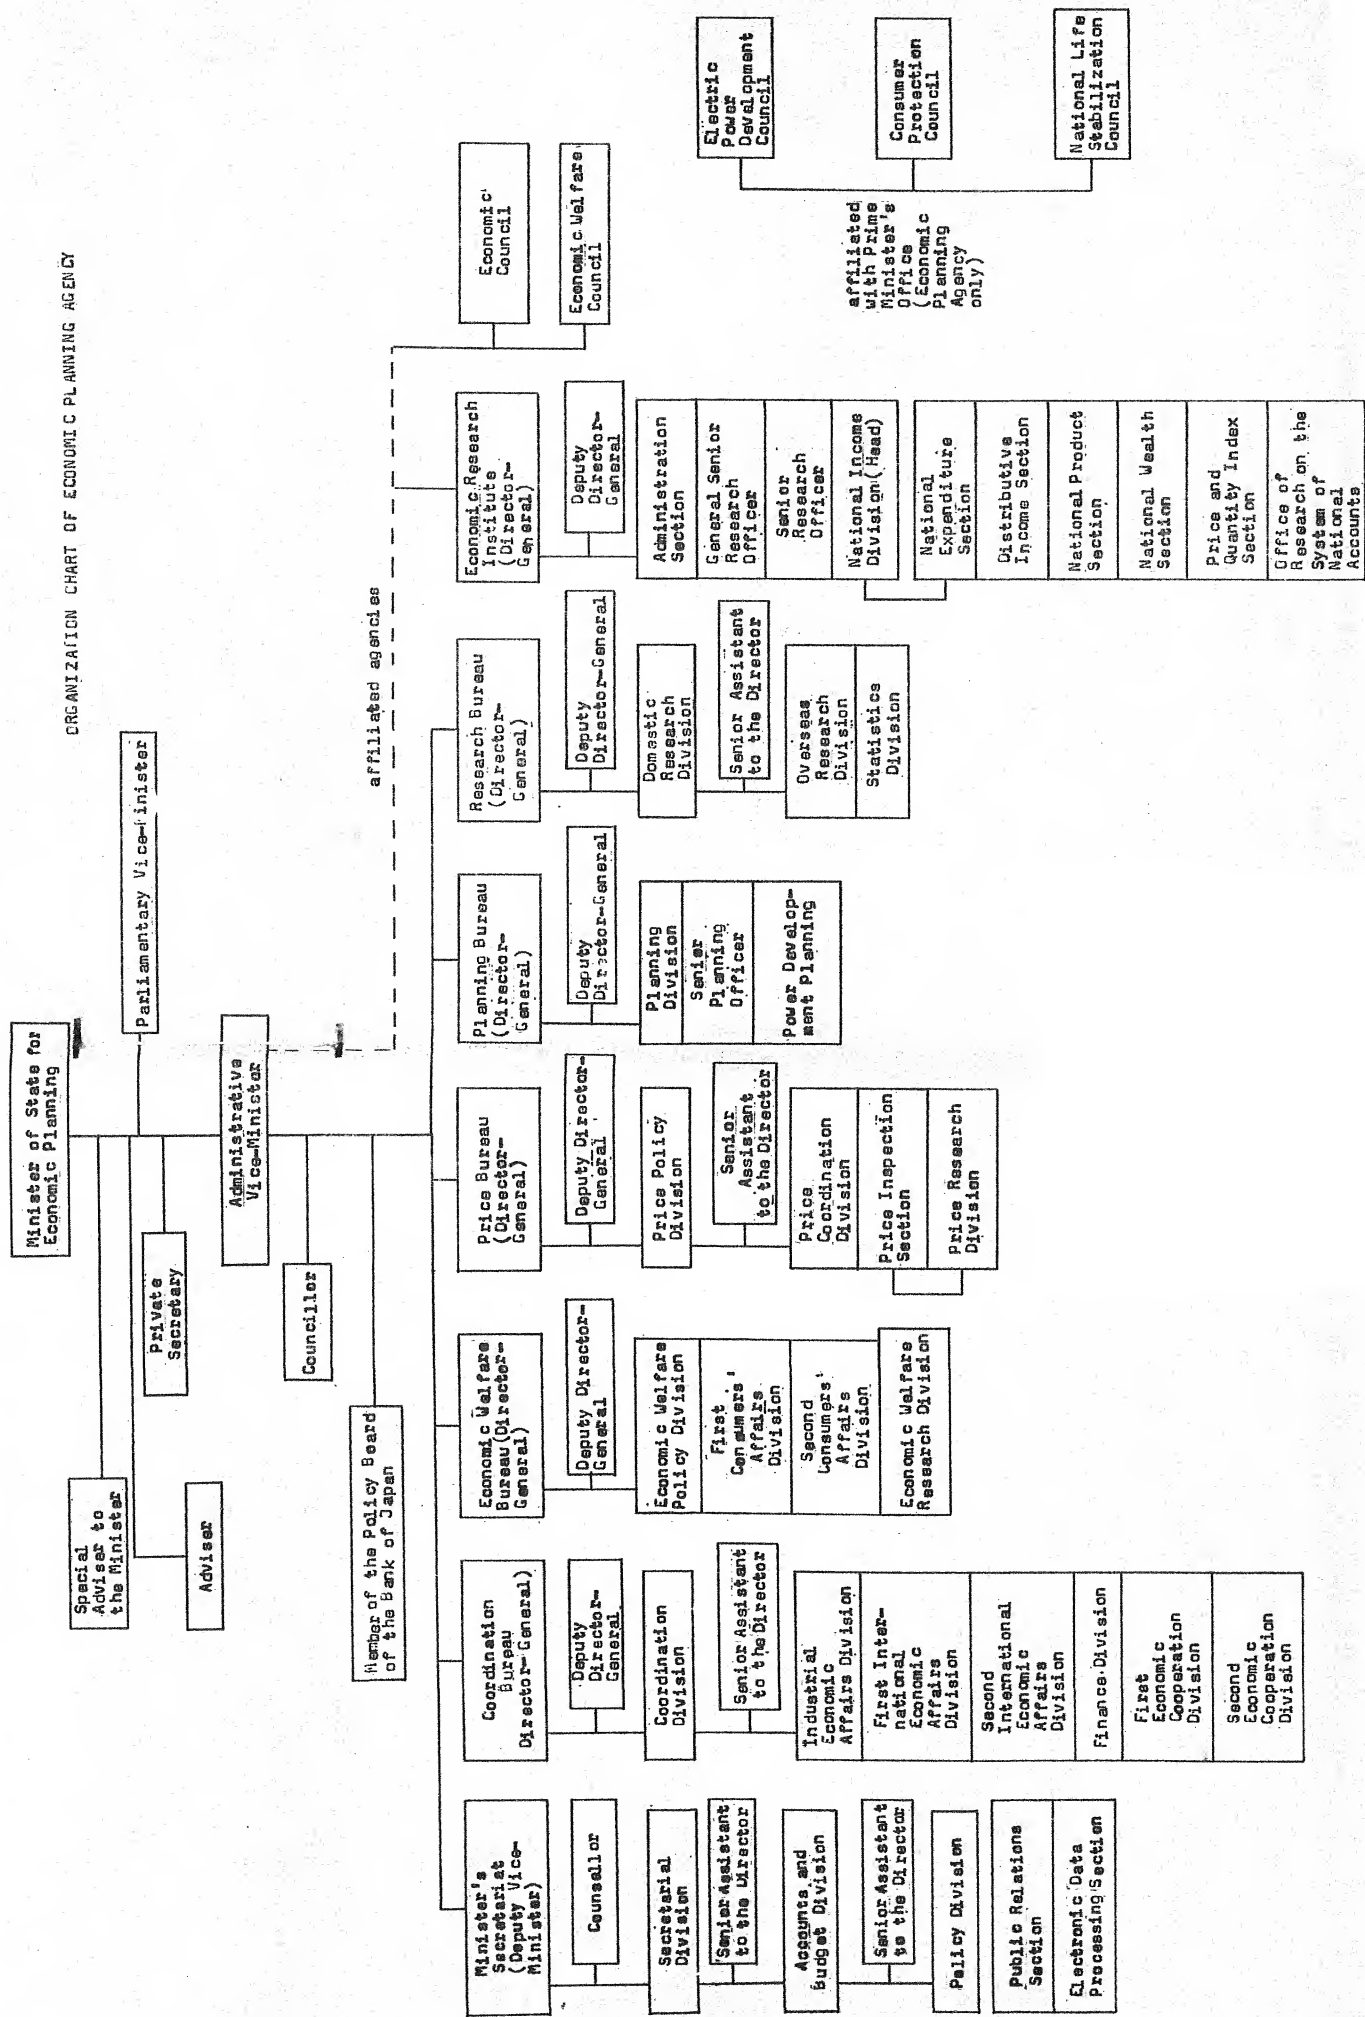 ORGANIZATION CHART OF ECONOMIC PLANNING AGENCY
Minister of State for
Economic Planning
Special
Adviser to
the Minister
Adviser
Parliamentary Vice-Minister
Private
Secretary
Administrative
Vice-Minister
Councillor
Member of the Policy Board
of the Bank of Japan
affiliated agencies
Minister's
Secretariat
(Deputy Vice-
Minister)
Counsellor
Secretarial
Division
Senior Assistant
to the Director
Accounts and
Budget Division
Senior Assistant
to the Director
Policy Division
Public Relations
Section
Electronic Data
Processing Section
Coordination
Bureau
Director-General)
Deputy
Director-
General
Coordination
Division
Senior Assistant
to the Director
Industrial
Economic
Affairs Division
First Inter-
national
Economic
Affairs
Division
Second
International
Economic
Affairs
Division
Finance Division
First
Economic
Cooperation
Division
Second
Economic
Cooperation
Division
Economic Welfare
Bureau(Director-
General)
Deputy Director-
General
Economic Welfare
Policy Division
First
Consumers'
Affairs
Division
Second
Consumers'
Affairs
Division
Economic Welfare
Research Division
Price Bureau
(Director-
General)
Deputy Director-
General
Price Policy
Division
Senior
Assistant
to the Director
Price
Coordination
Division
Price Inspection
Section
Price Research
Division
Planning Bureau
(Director-
General)
Deputy
Director-General
Planning
Division
Senior
Planning
Officer
Power Develop-
ment Planning
Research Bureau
(Director-
General)
Deputy
Director-General
Domestic
Research
Division
Senior Assistant
to the Director
Overseas
Research
Division
Statistics
Division
Economic Research
Institute
(Director-
General)
Deputy
Director-
General
Administration
Section
General Senior
Research
Officer
Senior
Research
Officer
National Income
Division(Head)
National
Expenditure
Section
Distributive
Income Section
National Product
Section
National Wealth
Section
Price and
Quantity Index
Section
Office of
Research on the
System of
National
Accounts
Economic
Council
Economic Welfare
Council
affiliated
with Prime
Minister's
Office
(Economic
Planning
Agency
only)
Electric
Power
Development
Council
Consumer
Protection
Council
National Life
Stabilization
Council